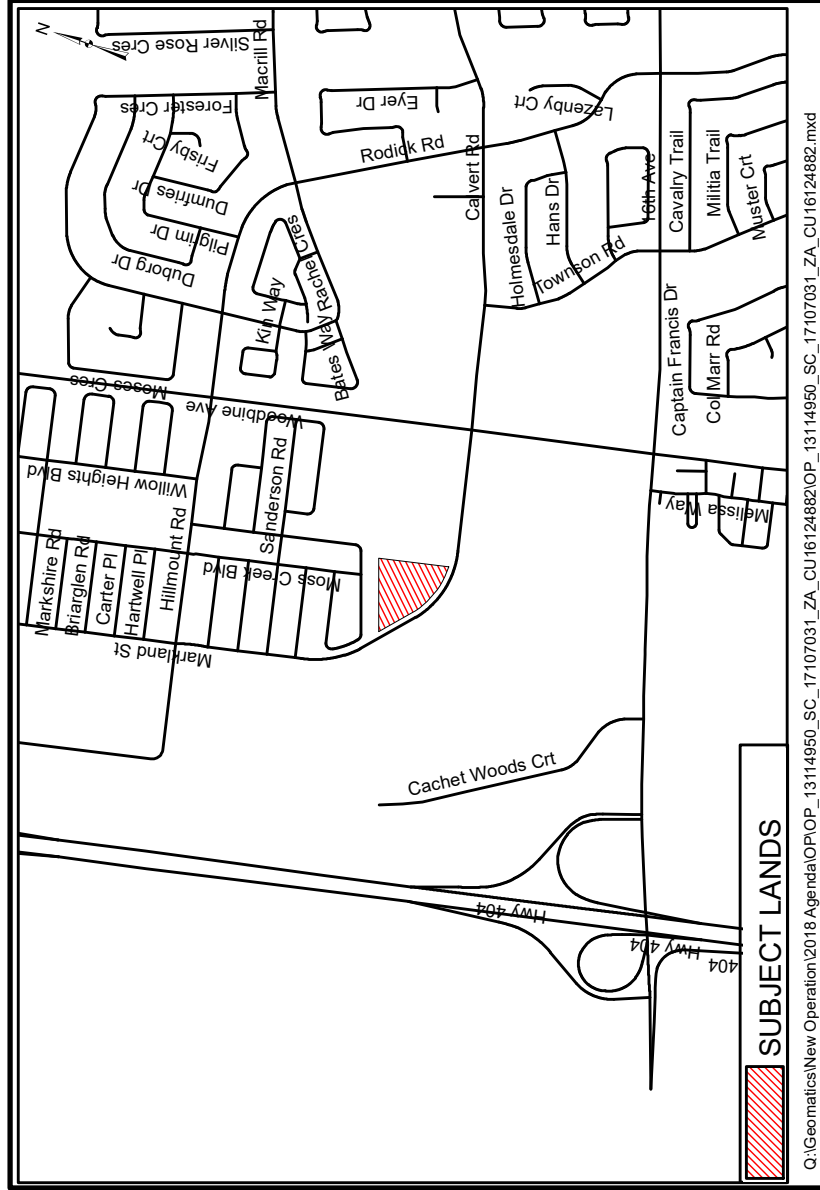 N
Silver Rose Cres
Macrill Rd
Forester Cres
Frisby Crt
Dumfries Dr
Pilgrim Dr
Duborg Dr
Eyer Dr
Rodick Rd
Calvert Rd
Lazenby Crt
Holmesdale Dr
Hans Dr
Townson Rd
16th Ave
Cavalry Trail
Militia Trail
Muster Crt
Kin Way
Rachel Cres
Bates Way
Captain Francis Dr
Col Marr Rd
Moses Cres
Woodbine Ave
Willow Heights Blvd
Sanderson Rd
Melissa Way
Markshire Rd
Briarglen Rd
Carter Pl
Hartwell Pl
Hillmount Rd
Moss Creek Blvd
Markland St
Cachet Woods Crt
Hwy 404
Hwy 404
404
SUBJECT LANDS
Q:\Geomatics\New Operation\2018 Agenda\OP\OP_13114950_SC_17107031_ZA_CU16124882\OP_13114950_SC_17107031_ZA_CU16124882.mxd